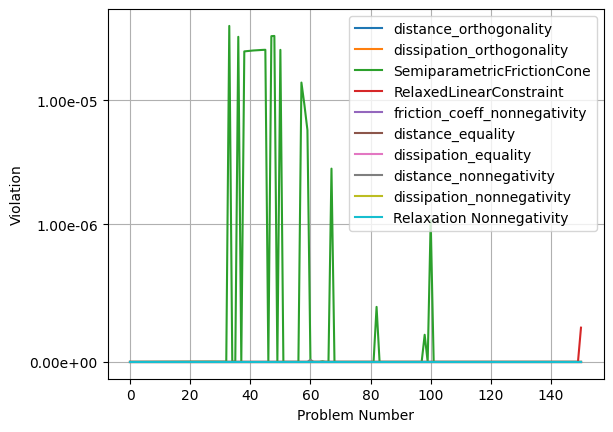 distance_orthogonality
dissipation_orthogonality
SemiparametricFrictionCone
RelaxedLinearConstraint
friction_coeff_nonnegativity
distance_equality
dissipation_equality
distance_nonnegativity
dissipation_nonnegativity
Relaxation Nonnegativity
1.00e-05
1.00e-06
0.00e+00
Violation
0 20 40 60 80 100 120 140
Problem Number